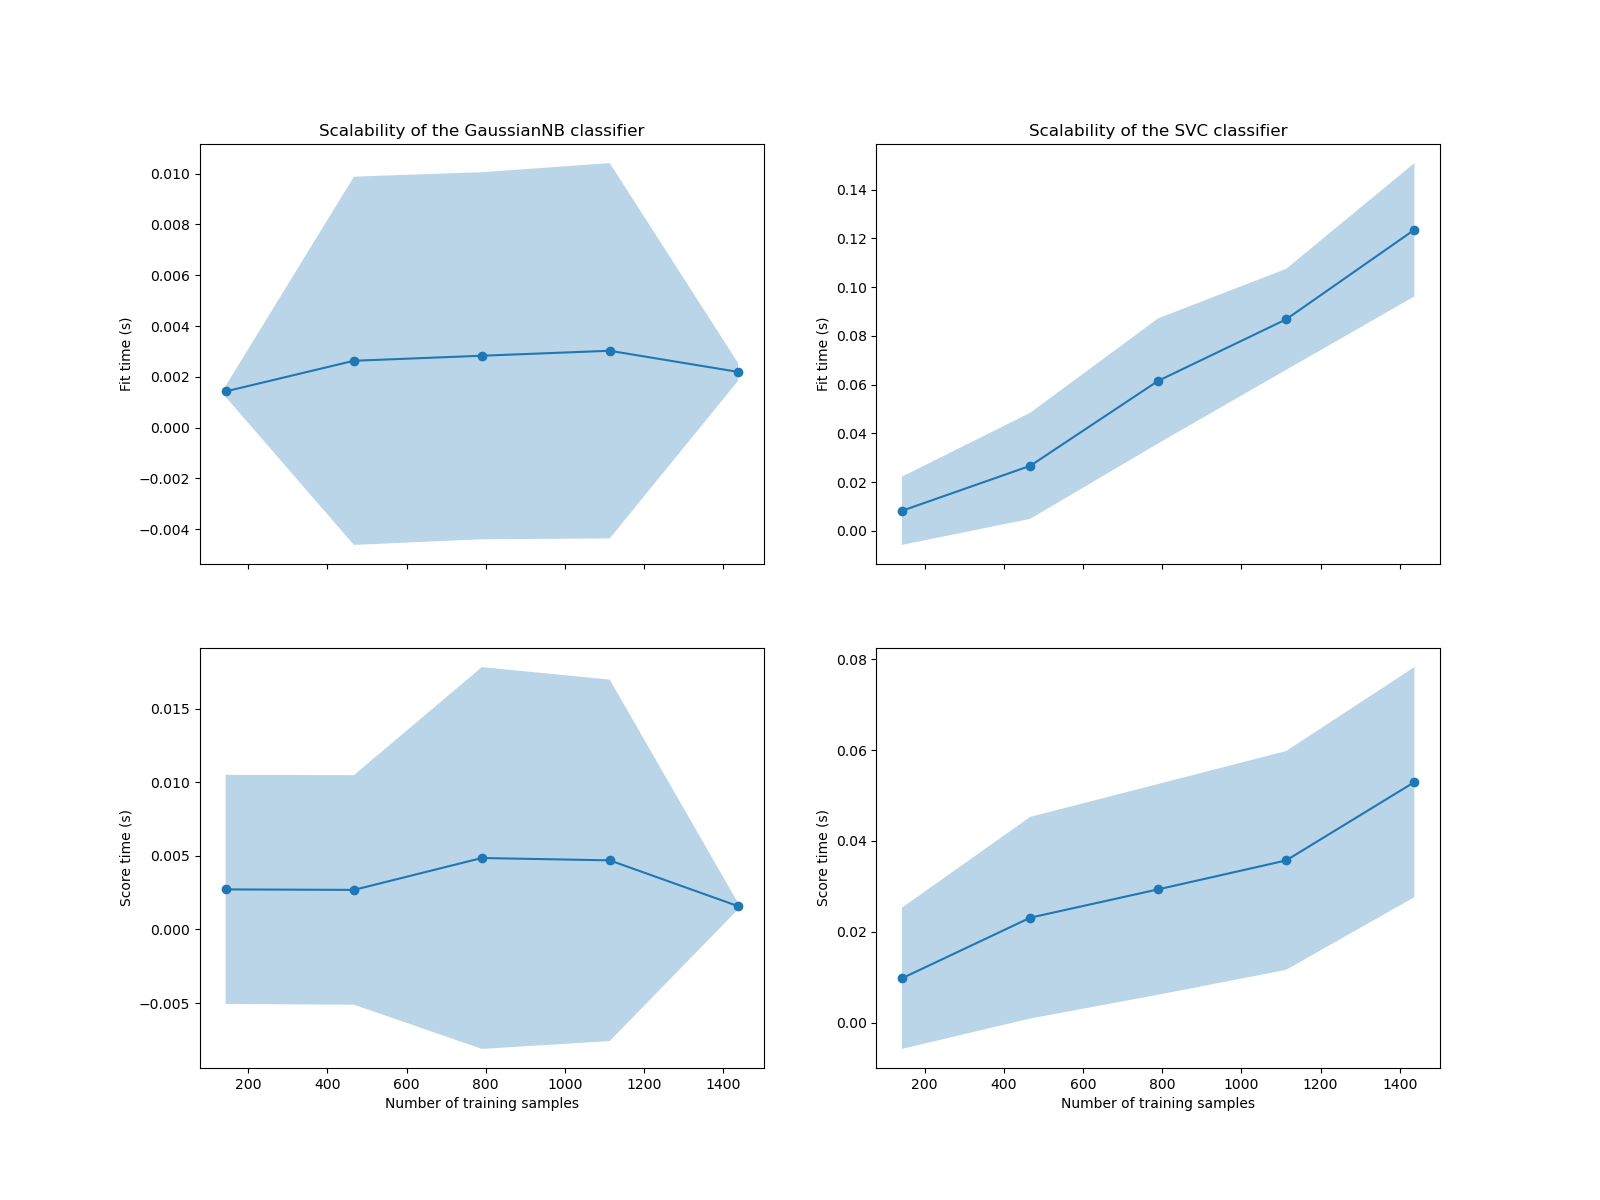 Scalability of the GaussianNB classifier
0.010
0.008
0.006
0.004
0.002
0.000
−0.002
−0.004
Fit time (s)
Scalability of the SVC classifier
0.14
0.12
0.10
0.08
0.06
0.04
0.02
0.00
Fit time (s)
0.015
0.010
0.005
0.000
−0.005
Score time (s)
200 400 600 800 1000 1200 1400
Number of training samples
0.08
0.06
0.04
0.02
0.00
Score time (s)
200 400 600 800 1000 1200 1400
Number of training samples